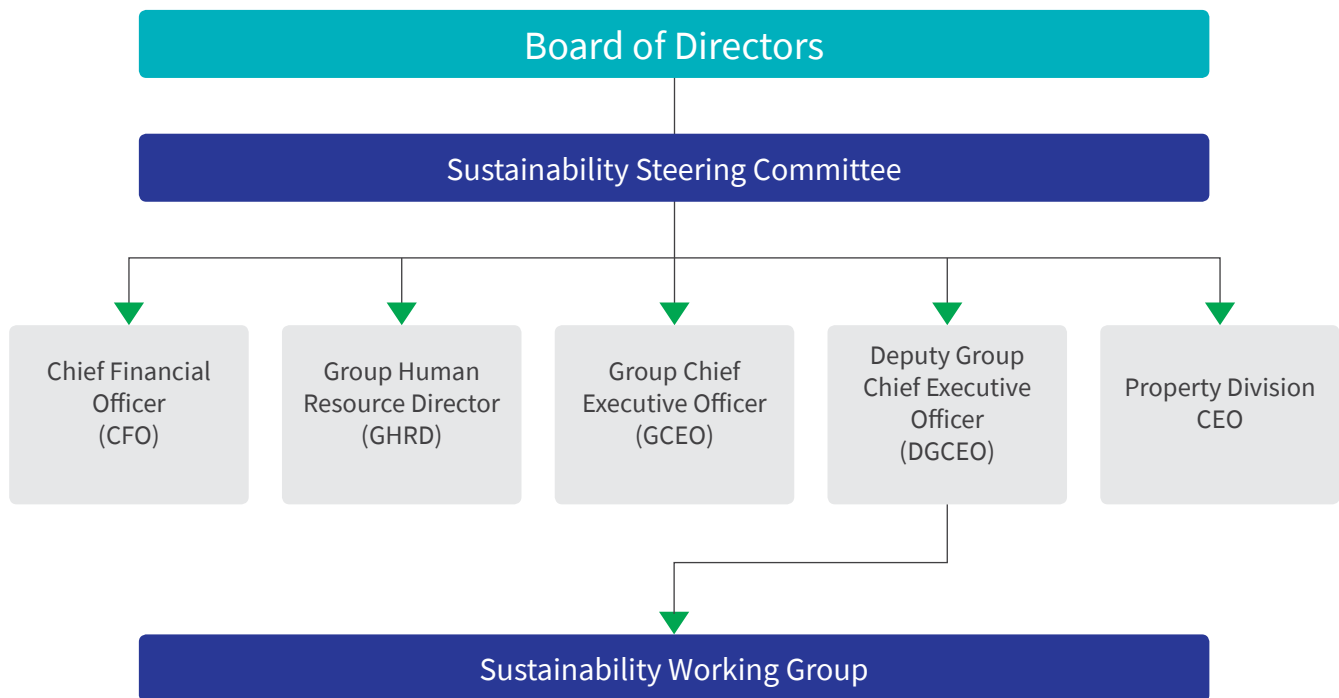 Board of Directors
Sustainability Steering Committee
Chief Financial
Officer
(CFO)
Group Human
Resource Director
(GHRD)
Group Chief
Executive Officer
(GCEO)
Deputy Group
Chief Executive
Officer
(DGCEO)
Property Division
CEO
Sustainability Working Group